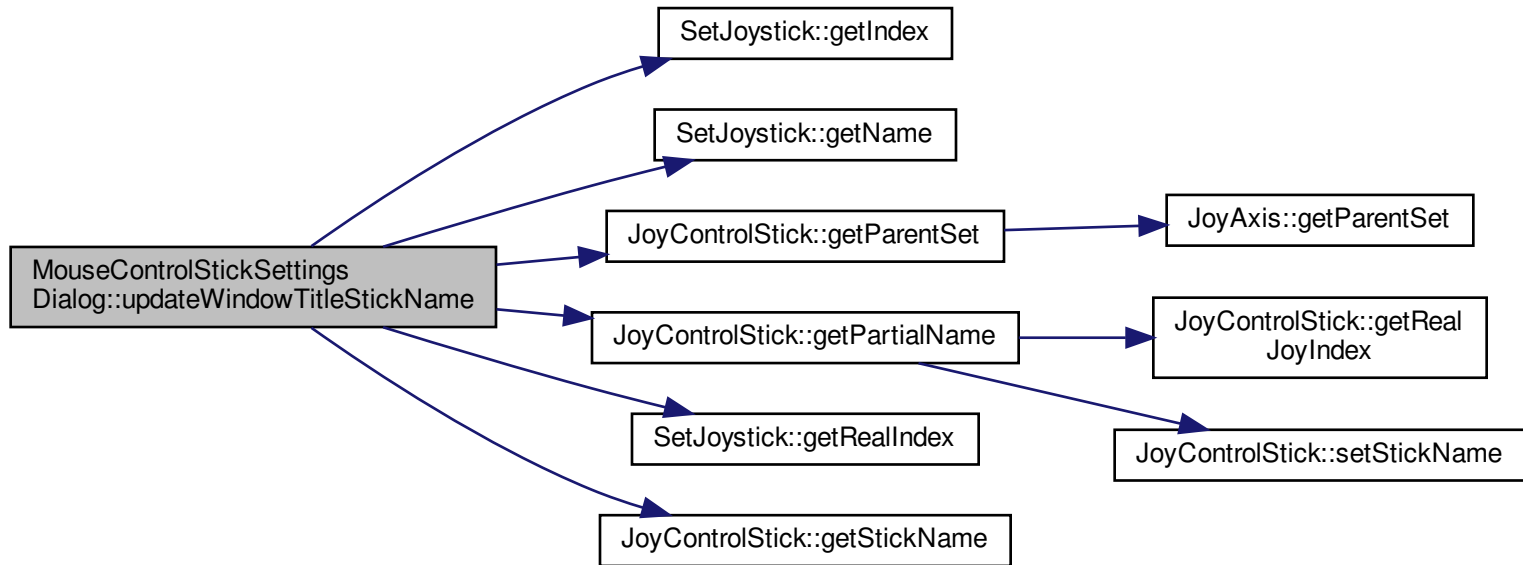 SetJoystick::getIndex
SetJoystick::getName
JoyControlStick::getParentSet
JoyAxis::getParentSet
MouseControlStickSettings
Dialog::updateWindowTitleStickName
JoyControlStick::getPartialName
JoyControlStick::getReal
JoyIndex
SetJoystick::getRealIndex
JoyControlStick::setStickName
JoyControlStick::getStickName